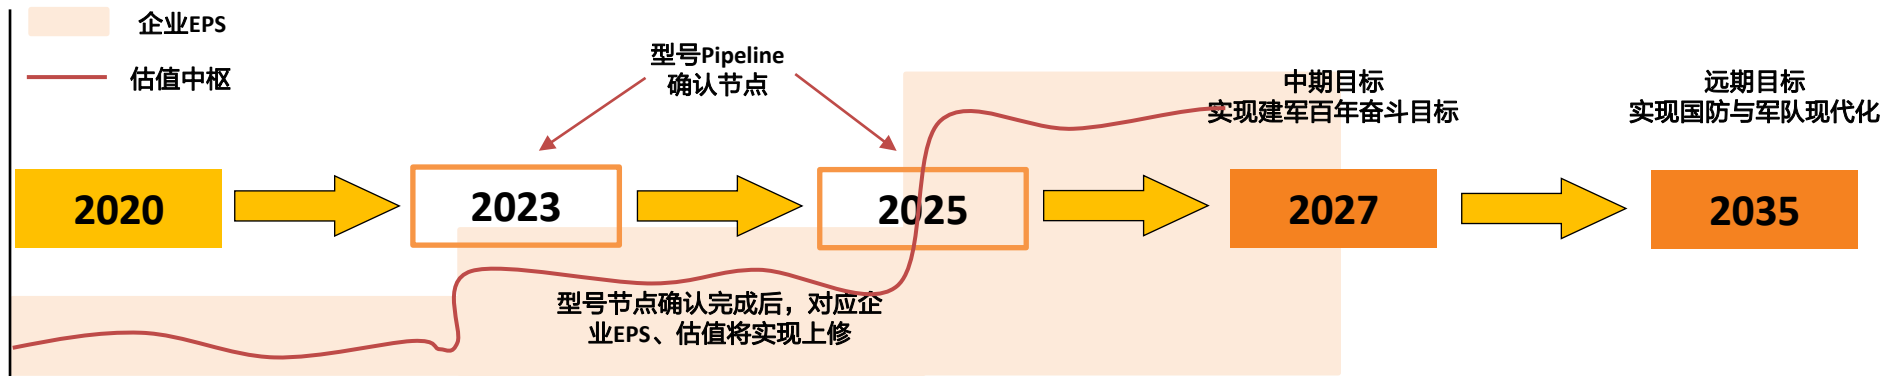 企业EPS
估值中枢
型号Pipeline
确认节点
中期目标
实现建军百年奋斗目标
远期目标
实现国防与军队现代化
2020
2023
2025
2027
2035
型号节点确认完成后，对应企
业EPS、估值将实现上修